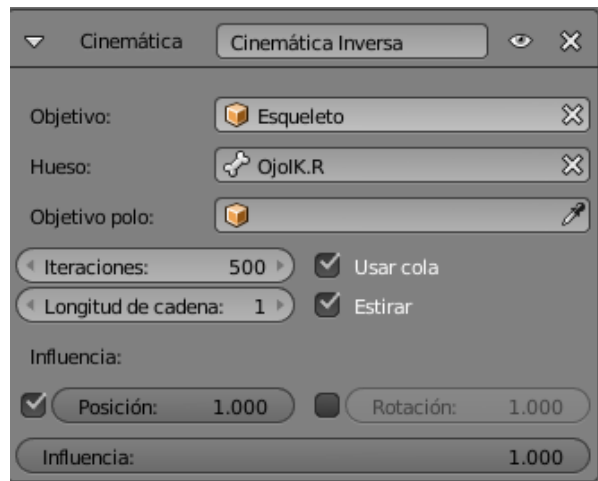 Cinemática Cinemática Inversa
Objetivo: Esqueleto
Hueso: OjoIK.R
Objetivo polo:
Iteraciones: 500 Usar cola
Longitud de cadena: 1 Estirar
Influencia:
Posición: 1.000 Rotación: 1.000
Influencia: 1.000